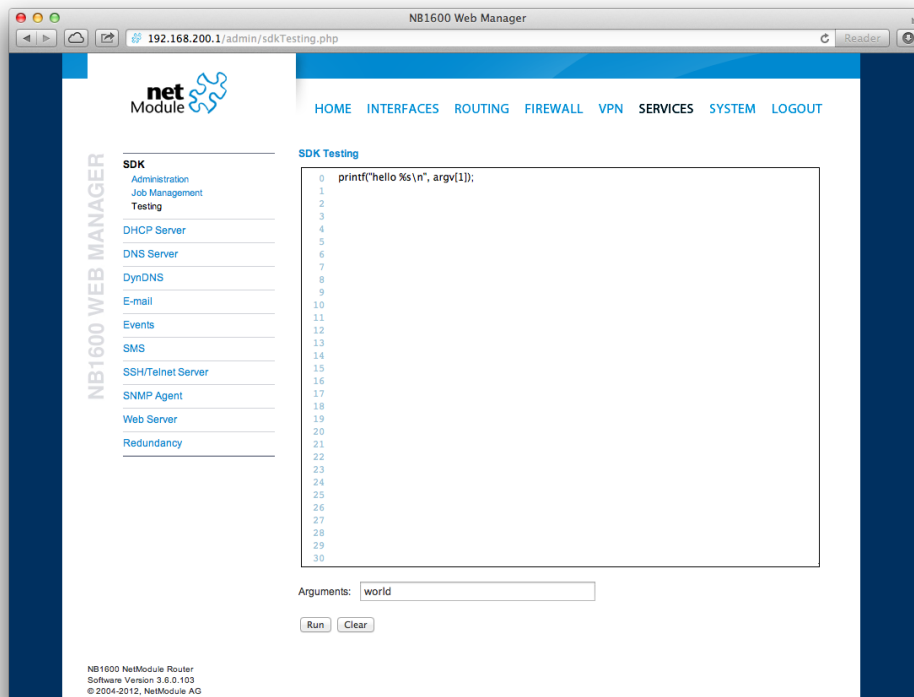 NB1600 Web Manager
192.168.200.1/admin/sdkTesting.php
Reader
net
Module
HOME INTERFACES ROUTING FIREWALL VPN SERVICES SYSTEM LOGOUT
NB1600 WEB MANAGER
SDK
Administration
Job Management
Testing
DHCP Server
DNS Server
DynDNS
E-mail
Events
SMS
SSH/Telnet Server
SNMP Agent
Web Server
Redundancy
SDK Testing
0 printf("hello %s\n", argv[1]);
1
2
3
4
5
6
7
8
9
10
11
12
13
14
15
16
17
18
19
20
21
22
23
24
25
26
27
28
29
30
Arguments: world
Run Clear
NB1600 NetModule Router
Software Version 3.6.0.103
© 2004-2012, NetModule AG